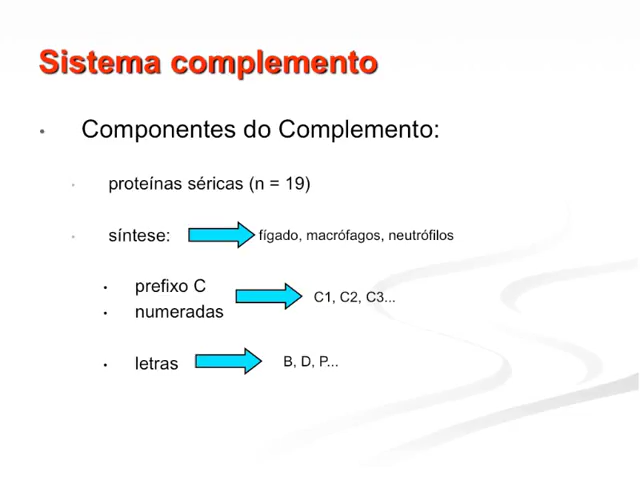 Sistema complemento
• Componentes do Complemento:
• proteínas séricas (n = 19)
• síntese: fígado, macrófagos, neutrófilos
• prefixo C
• numeradas
C1, C2, C3...
• letras B, D, P...